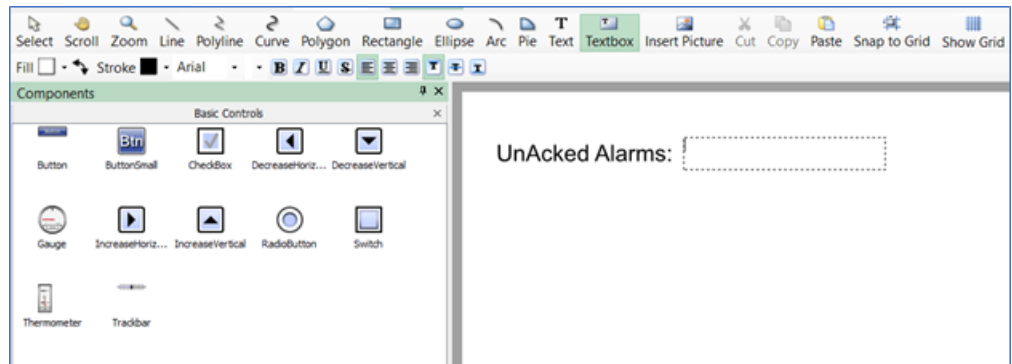 Select Scroll Zoom Line Polyline Curve Polygon Rectangle Ellipse Arc Pie Text Textbox Insert Picture Cut Copy Paste Snap to Grid Show Grid
Fill Stroke Arial B I U S
Components
Basic Controls
Button ButtonSmall CheckBox DecreaseHoriz... DecreaseVertical
Gauge IncreaseHoriz... IncreaseVertical RadioButton Switch
Thermometer Trackbar
UnAcked Alarms: